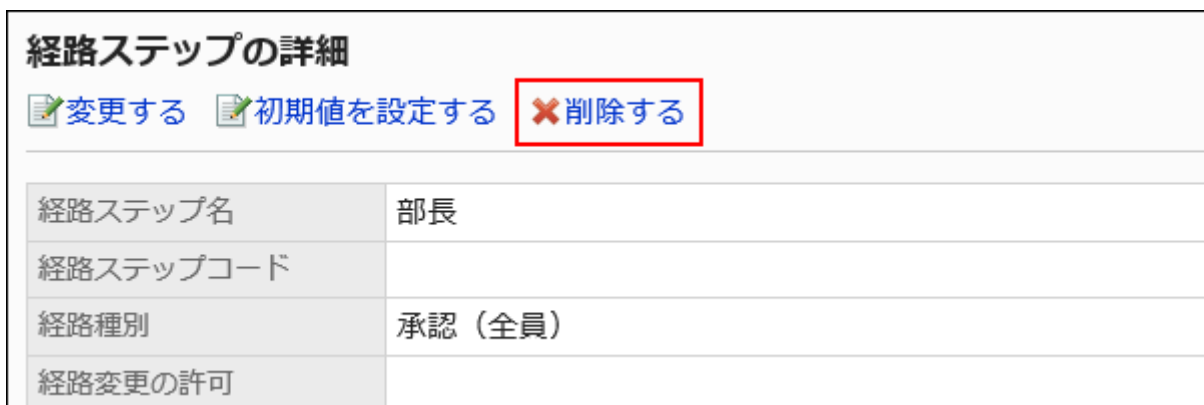 経路ステップの詳細
変更する 初期値を設定する 削除する
経路ステップ名 部長
経路ステップコード
経路種別 承認（全員）
経路変更の許可